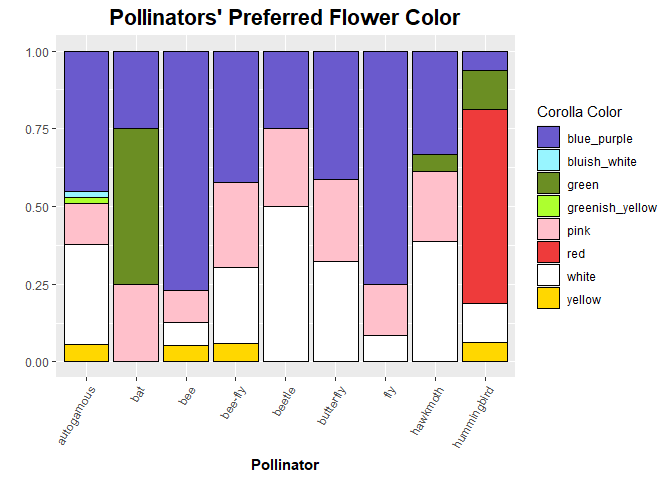 Pollinators' Preferred Flower Color
1.00
0.75
0.50
0.25
0.00
autogamous
bat
bee
bee-fly
beetle
butterfly
fly
hawkmoth
hummingbird
Pollinator
Corolla Color
blue_purple
bluish_white
green
greenish_yellow
pink
red
white
yellow